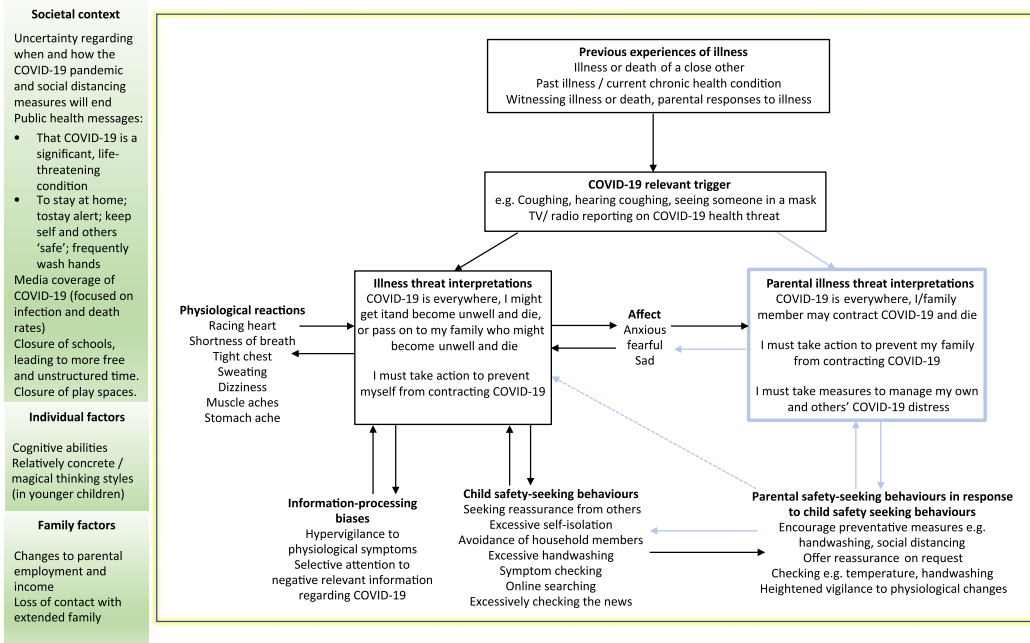 Societal context
Uncertainty regarding
when and how the
COVID-19 pandemic
and social distancing
measures will end
Public health messages:
• That COVID-19 is a
significant, life-
threatening
condition
• To stay at home;
tostay alert; keep
self and others
‘safe’; frequently
wash hands
Media coverage of
COVID-19 (focused on
infection and death
rates)
Closure of schools,
leading to more free
and unstructured time.
Closure of play spaces.
Individual factors
Cognitive abilities
Relatively concrete /
magical thinking styles
(in younger children)
Family factors
Changes to parental
employment and
income
Loss of contact with
extended family
Previous experiences of illness
Illness or death of a close other
Past illness / current chronic health condition
Witnessing illness or death, parental responses to illness
COVID-19 relevant trigger
e.g. Coughing, hearing coughing, seeing someone in a mask
TV/ radio reporting on COVID-19 health threat
Physiological reactions
Racing heart
Shortness of breath
Tight chest
Sweating
Dizziness
Muscle aches
Stomach ache
Illness threat interpretations
COVID-19 is everywhere, I might
get itand become unwell and die,
or pass on to my family who might
become unwell and die
I must take action to prevent
myself from contracting COVID-19
Affect
Anxious
fearful
Sad
Parental illness threat interpretations
COVID-19 is everywhere, I/family
member may contract COVID-19 and die
I must take action to prevent my family
from contracting COVID-19
I must take measures to manage my own
and others’ COVID-19 distress
Information-processing
biases
Hypervigilance to
physiological symptoms
Selective attention to
negative relevant information
regarding COVID-19
Child safety-seeking behaviours
Seeking reassurance from others
Excessive self-isolation
Avoidance of household members
Excessive handwashing
Symptom checking
Online searching
Excessively checking the news
Parental safety-seeking behaviours in response
to child safety seeking behaviours
Encourage preventative measures e.g.
handwashing, social distancing
Offer reassurance on request
Checking e.g. temperature, handwashing
Heightened vigilance to physiological changes